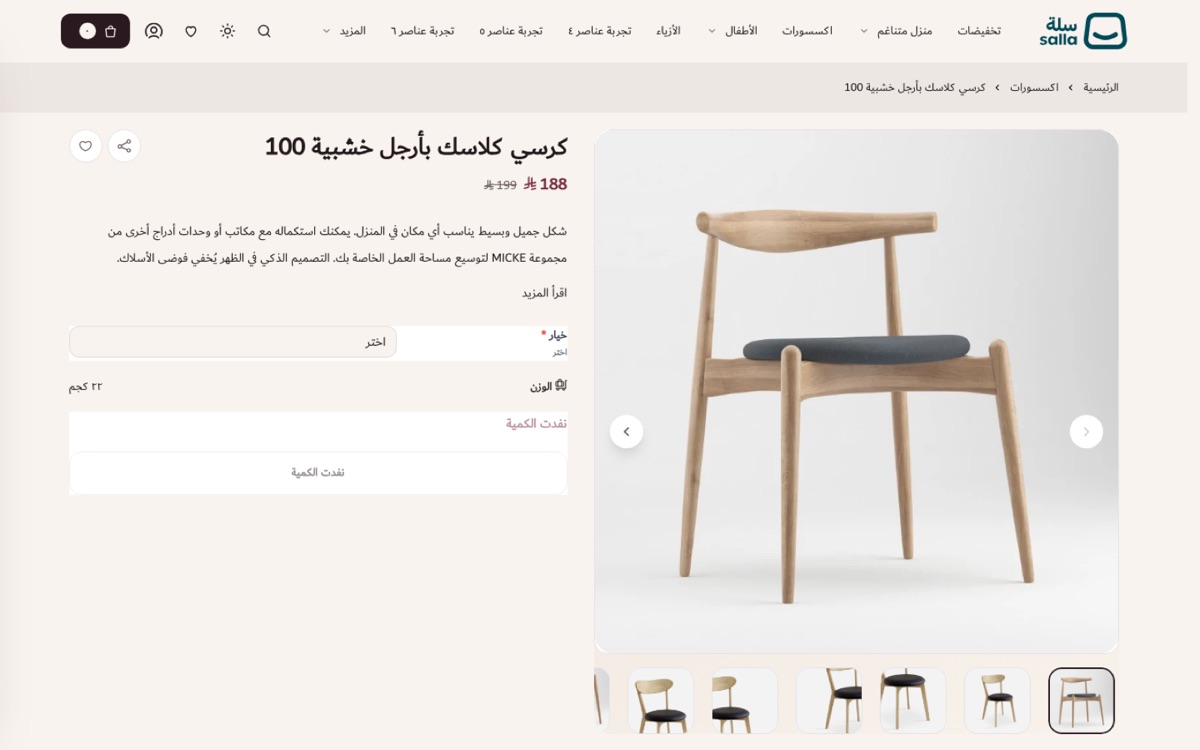 سلة
salla
تخفيضات
منزل متناغم
اكسسورات
الأطفال
الأزياء
تجربة عناصر ٤
تجربة عناصر ٥
تجربة عناصر ٦
المزيد
٠
الرئيسية › اكسسورات › كرسي كلاسك بأرجل خشبية 100
كرسي كلاسك بأرجل خشبية 100
188 199
شكل جميل وبسيط يناسب أي مكان في المنزل. يمكنك استكماله مع مكاتب أو وحدات أدراج أخرى من
مجموعة MICKE لتوسيع مساحة العمل الخاصة بك. التصميم الذكي في الظهر يُخفي فوضى الأسلاك.
اقرأ المزيد
خيار *
اختر
اختر
الوزن
٢٢ كجم
نفدت الكمية
نفدت الكمية